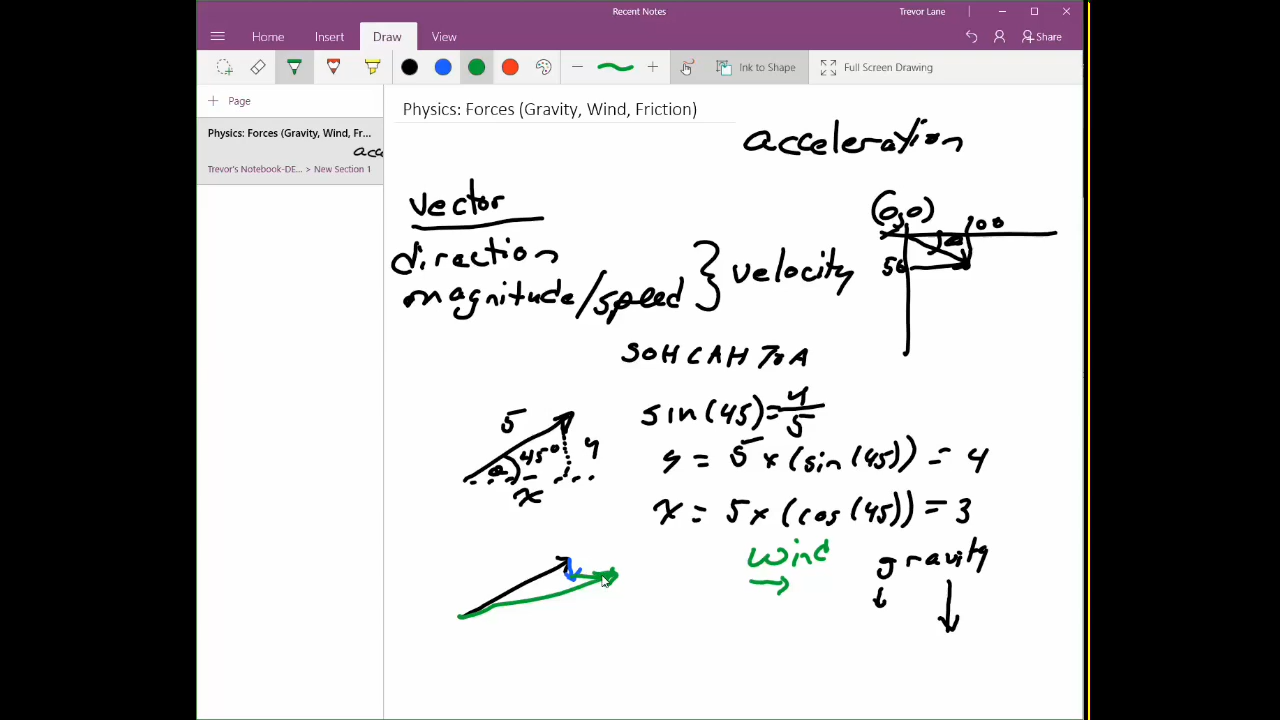 Recent Notes
Trevor Lane
Home Insert Draw View
Share
Ink to Shape
Full Screen Drawing
Page
Physics: Forces (Gravity, Wind, Fr...
acc
Trevor's Notebook-DE... > New Section 1
Physics: Forces (Gravity, Wind, Friction)
acceleration
vector
direction
magnitude/speed } velocity
(0,0)
100
50
SOH CAH TOA
5
45°
y
x
sin(45)=4/5
y = 5x(sin(45)) = 4
x = 5x(cos(45)) = 3
wind
gravity